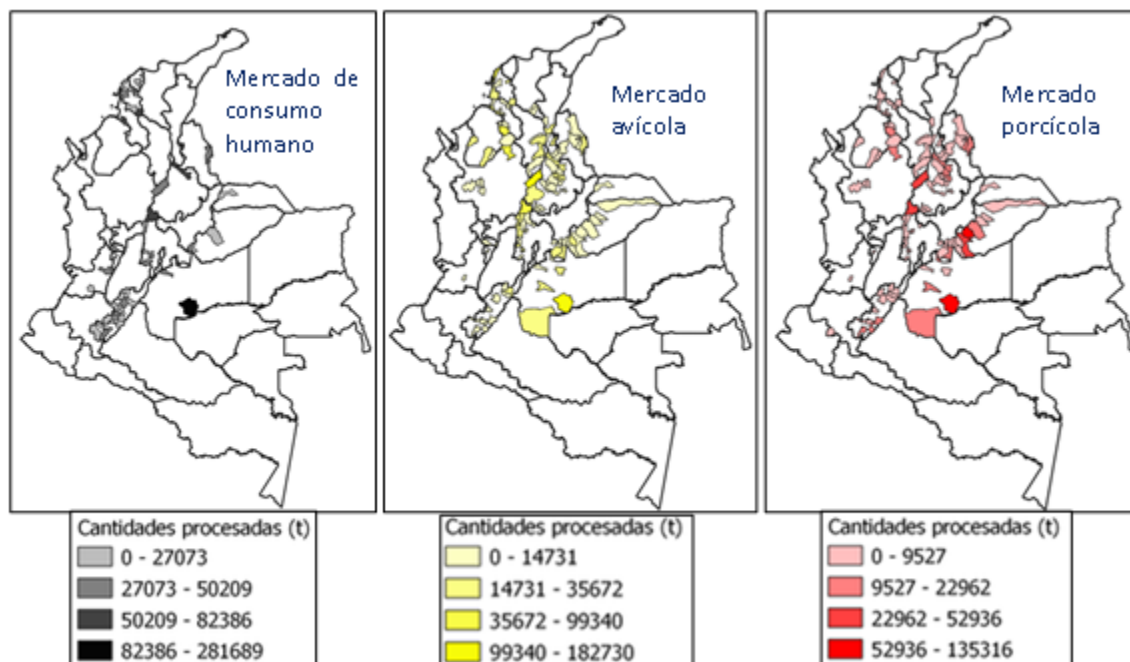 Mercado de
consumo
humano
Mercado
avícola
Mercado
porcícola
Cantidades procesadas (t)
0 - 27073
27073 - 50209
50209 - 82386
82386 - 281689
Cantidades procesadas (t)
0 - 14731
14731 - 35672
35672 - 99340
99340 - 182730
Cantidades procesadas (t)
0 - 9527
9527 - 22962
22962 - 52936
52936 - 135316